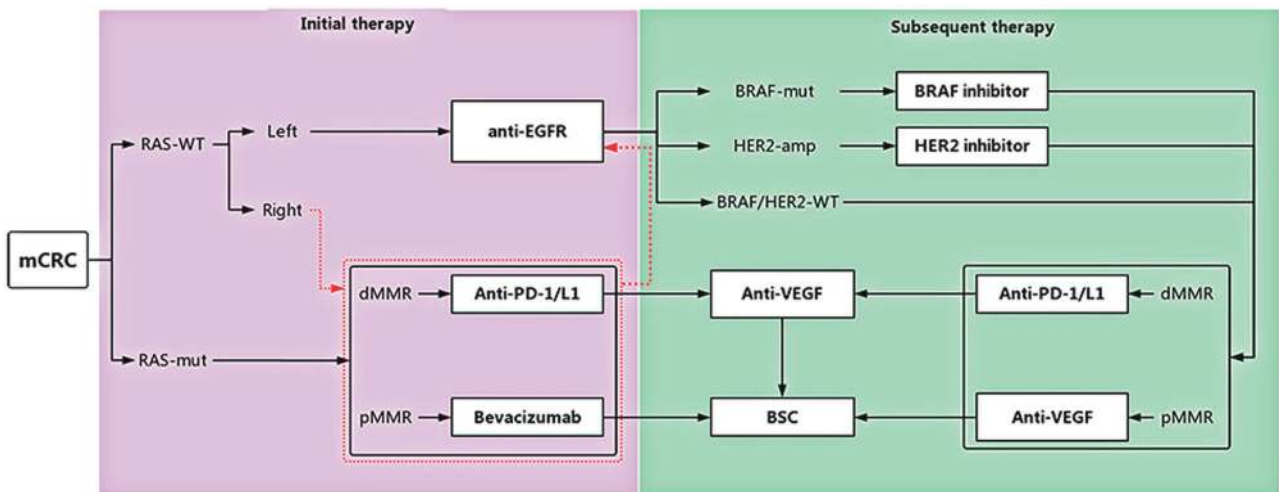 Initial therapy
Subsequent therapy
mCRC
RAS-WT
Left
Right
anti-EGFR
RAS-mut
dMMR
Anti-PD-1/L1
pMMR
Bevacizumab
BRAF-mut
BRAF inhibitor
HER2-amp
HER2 inhibitor
BRAF/HER2-WT
Anti-VEGF
Anti-PD-1/L1
dMMR
BSC
Anti-VEGF
pMMR